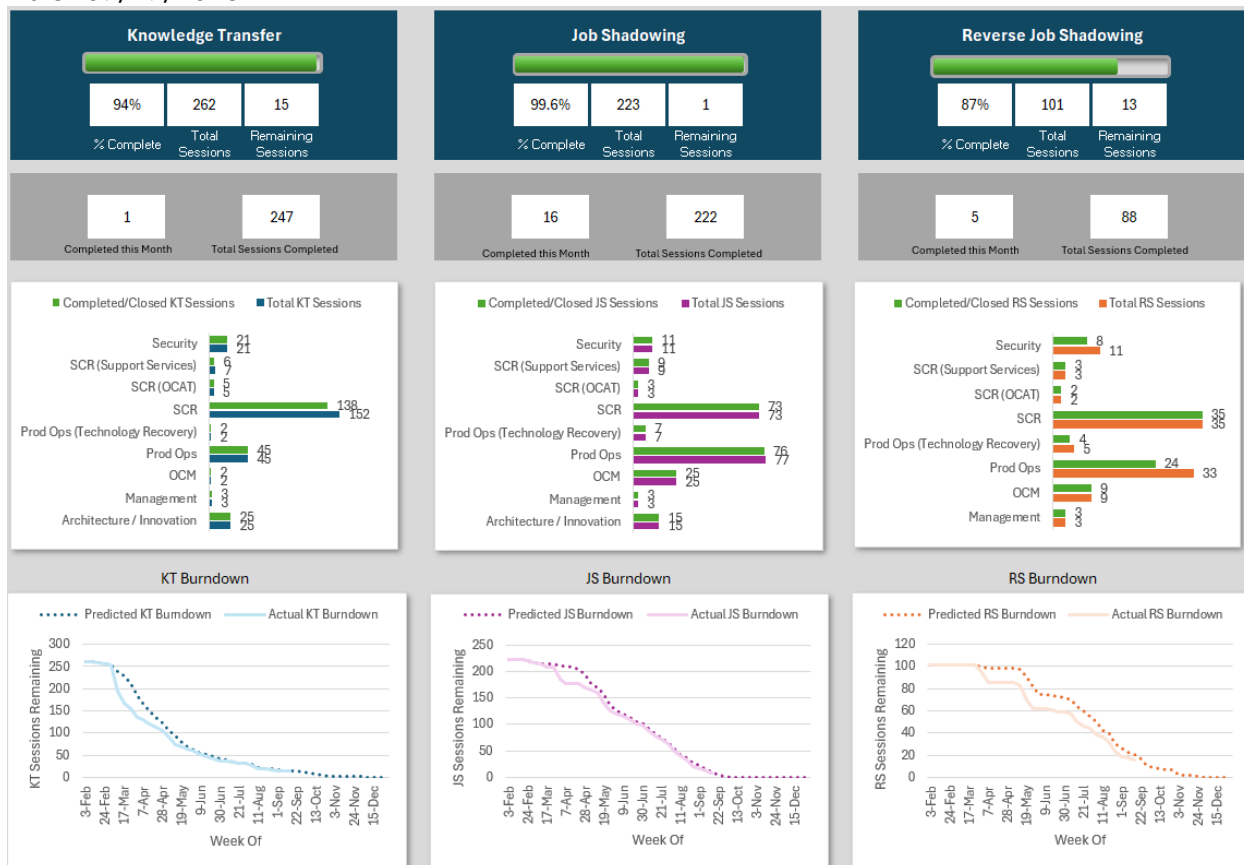 Knowledge Transfer
94% 262 15
% Complete Total Sessions Remaining Sessions
1 247
Completed this Month Total Sessions Completed
Completed/Closed KT Sessions Total KT Sessions
Security 21 21
SCR (Support Services) 6 7
SCR (OCAT) 5 5
SCR 138 152
Prod Ops (Technology Recovery) 2 2
Prod Ops 45 45
OCM 2 2
Management 3 3
Architecture / Innovation 25 25
KT Burndown
Predicted KT Burndown Actual KT Burndown
KT Sessions Remaining
300
250
200
150
100
50
0
3-Feb 24-Feb 17-Mar 7-Apr 28-Apr 19-May 9-Jun 30-Jun 21-Jul 11-Aug 1-Sep 22-Sep 13-Oct 3-Nov 24-Nov 15-Dec
Week Of
Job Shadowing
99.6% 223 1
% Complete Total Sessions Remaining Sessions
16 222
Completed this Month Total Sessions Completed
Completed/Closed JS Sessions Total JS Sessions
Security 11 11
SCR (Support Services) 9 9
SCR (OCAT) 3 3
SCR 73 73
Prod Ops (Technology Recovery) 7 7
Prod Ops 76 77
OCM 25 25
Management 3 3
Architecture / Innovation 15 15
JS Burndown
Predicted JS Burndown Actual JS Burndown
JS Sessions Remaining
250
200
150
100
50
0
3-Feb 24-Feb 17-Mar 7-Apr 28-Apr 19-May 9-Jun 30-Jun 21-Jul 11-Aug 1-Sep 22-Sep 13-Oct 3-Nov 24-Nov 15-Dec
Week Of
Reverse Job Shadowing
87% 101 13
% Complete Total Sessions Remaining Sessions
5 88
Completed this Month Total Sessions Completed
Completed/Closed RS Sessions Total RS Sessions
Security 8 11
SCR (Support Services) 3 3
SCR (OCAT) 2 2
SCR 35 35
Prod Ops (Technology Recovery) 4 5
Prod Ops 24 33
OCM 9 9
Management 3 3
RS Burndown
Predicted RS Burndown Actual RS Burndown
RS Sessions Remaining
120
100
80
60
40
20
0
3-Feb 24-Feb 17-Mar 7-Apr 28-Apr 19-May 9-Jun 30-Jun 21-Jul 11-Aug 1-Sep 22-Sep 13-Oct 3-Nov 24-Nov 15-Dec
Week Of